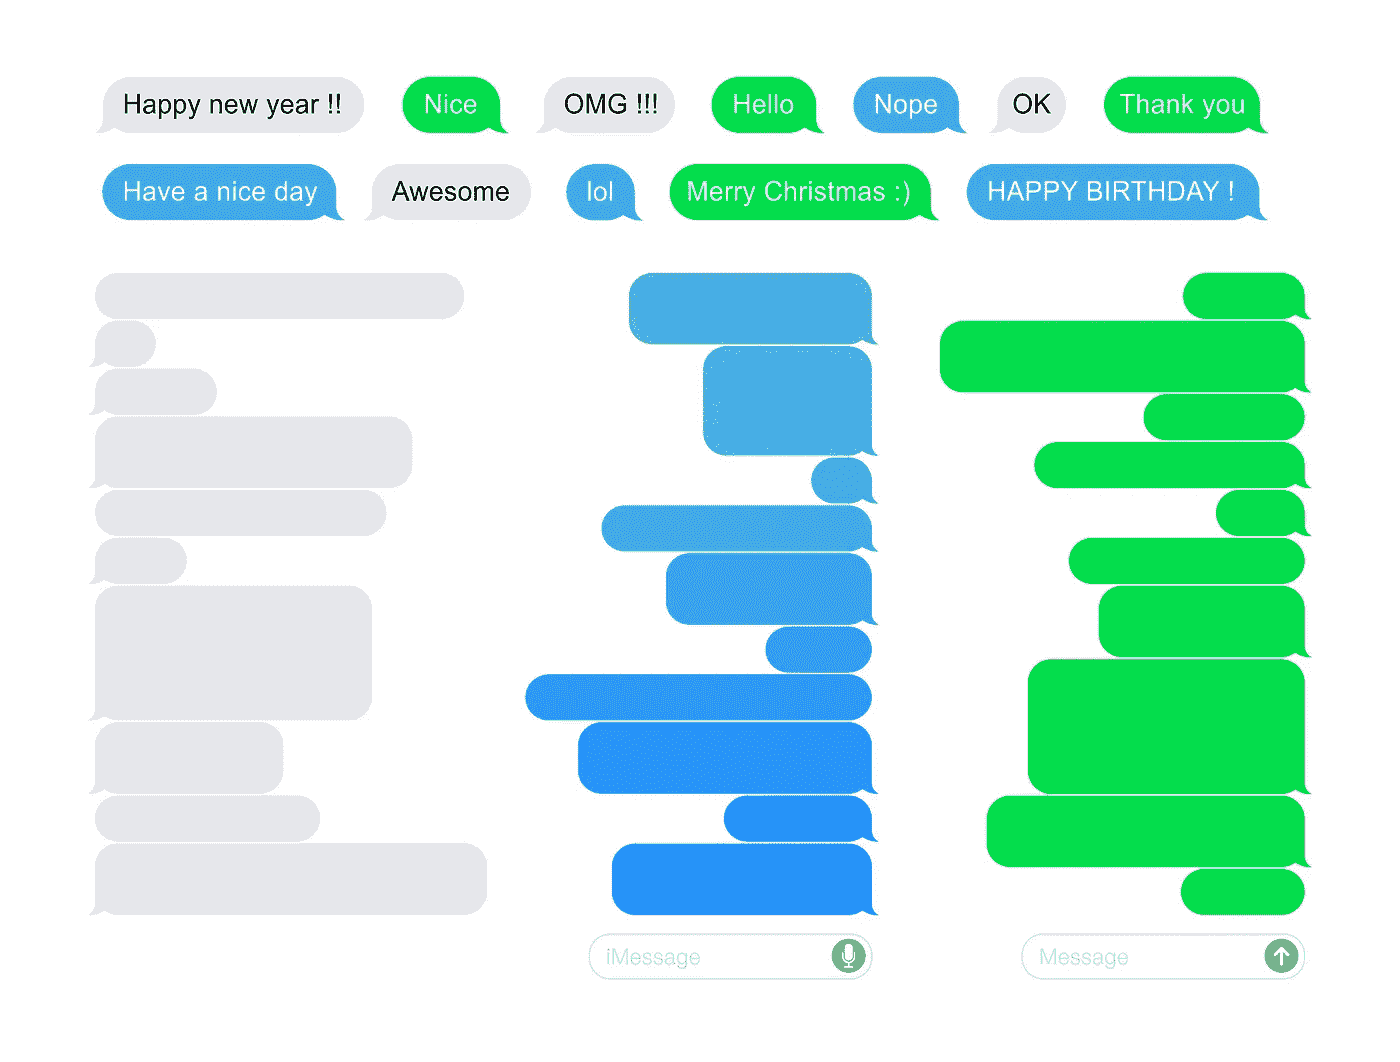 Happy new year !! Nice OMG !!! Hello Nope OK Thank you
Have a nice day Awesome lol Merry Christmas :) HAPPY BIRTHDAY !
iMessage Message